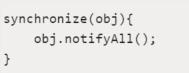 synchronize(obj){
    obj.notifyAll();
}